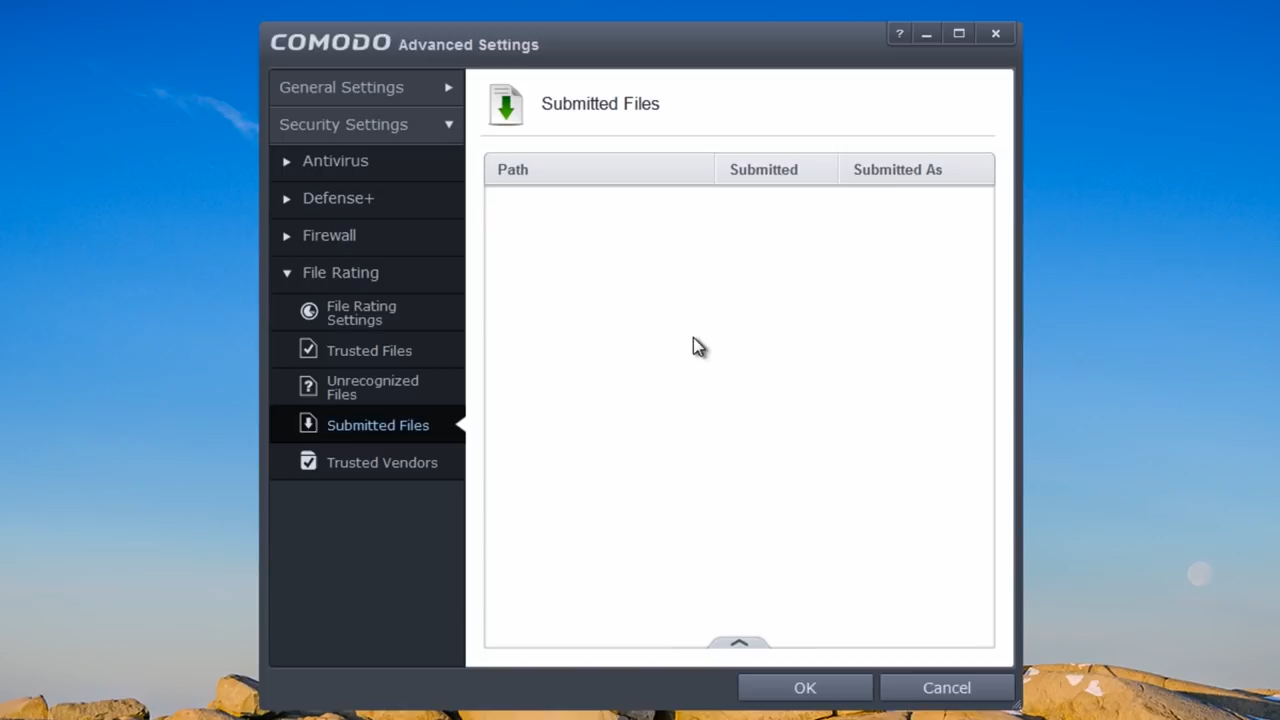 COMODO Advanced Settings
?
General Settings
Security Settings
Antivirus
Defense+
Firewall
File Rating
File Rating
Settings
Trusted Files
?
Unrecognized
Files
Submitted Files
Trusted Vendors
Submitted Files
Path Submitted Submitted As
OK Cancel